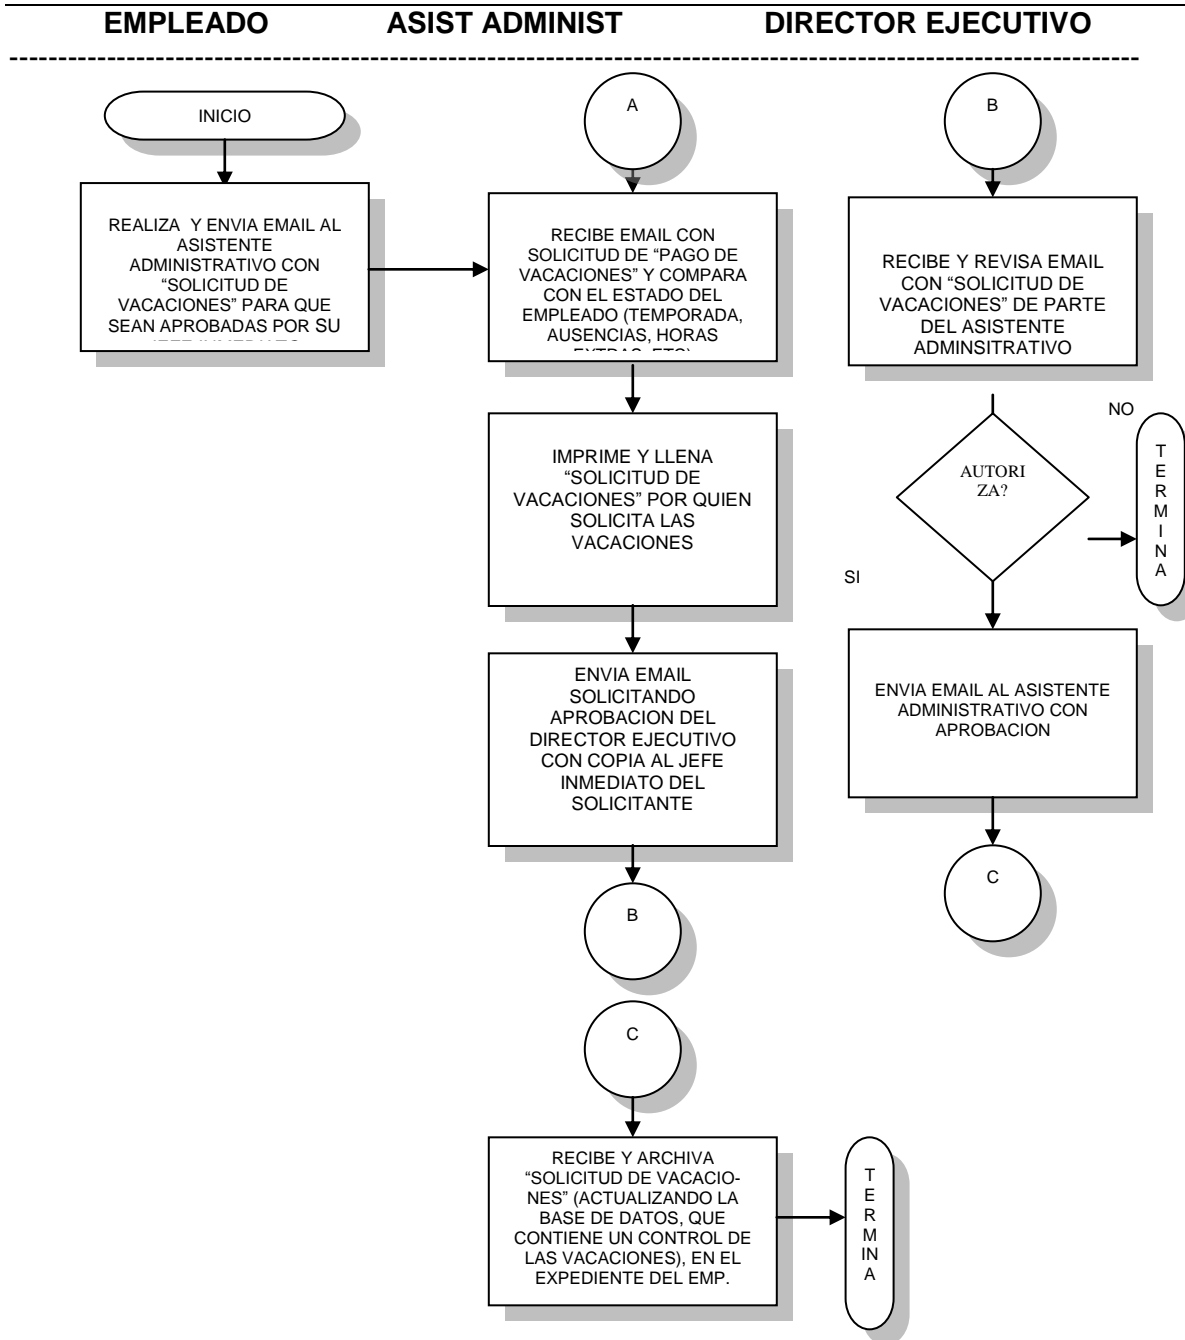 EMPLEADO ASIST ADMINIST DIRECTOR EJECUTIVO
INICIO
REALIZA Y ENVIA EMAIL AL
ASISTENTE
ADMINISTRATIVO CON
“SOLICITUD DE
VACACIONES” PARA QUE
SEAN APROBADAS POR SU
A
RECIBE EMAIL CON
SOLICITUD DE “PAGO DE
VACACIONES” Y COMPARA
CON EL ESTADO DEL
EMPLEADO (TEMPORADA,
AUSENCIAS, HORAS
IMPRIME Y LLENA
“SOLICITUD DE
VACACIONES” POR QUIEN
SOLICITA LAS
VACACIONES
ENVIA EMAIL
SOLICITANDO
APROBACION DEL
DIRECTOR EJECUTIVO
CON COPIA AL JEFE
INMEDIATO DEL
SOLICITANTE
B
B
RECIBE Y REVISA EMAIL
CON “SOLICITUD DE
VACACIONES” DE PARTE
DEL ASISTENTE
ADMINSITRATIVO
AUTORI
ZA?
NO
T
E
R
M
I
N
A
SI
ENVIA EMAIL AL ASISTENTE
ADMINISTRATIVO CON
APROBACION
C
C
RECIBE Y ARCHIVA
“SOLICITUD DE VACACIO-
NES” (ACTUALIZANDO LA
BASE DE DATOS, QUE
CONTIENE UN CONTROL DE
LAS VACACIONES), EN EL
EXPEDIENTE DEL EMP.
T
E
R
M
IN
A